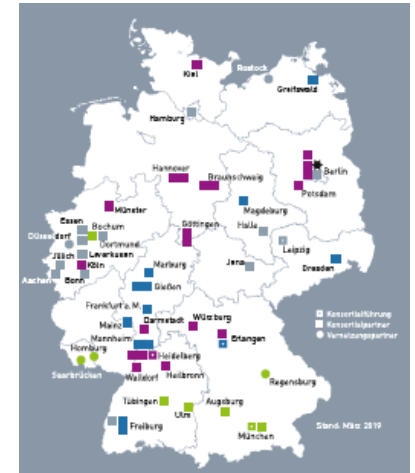 Rostock
Kiel
Greifswald
Hamburg
Hannover
Braunschweig
Berlin
Potsdam
Münster
Magdeburg
Essen
Bochum
Göttingen
Halle
Düsseldorf
Dortmund
Leipzig
Jülich
Leverkusen
Köln
Marburg
Jena
Dresden
Aachen
Bonn
Gießen
Frankfurt a. M.
Mainz
Darmstadt
Würzburg
Mannheim
Erlangen
Konsortialführung
Konsortialpartner
Vernetzungspartner
Homburg
Heidelberg
Saarbrücken
Walldorf
Heilbronn
Regensburg
Tübingen
Augsburg
Ulm
Freiburg
München
Stand: März 2019